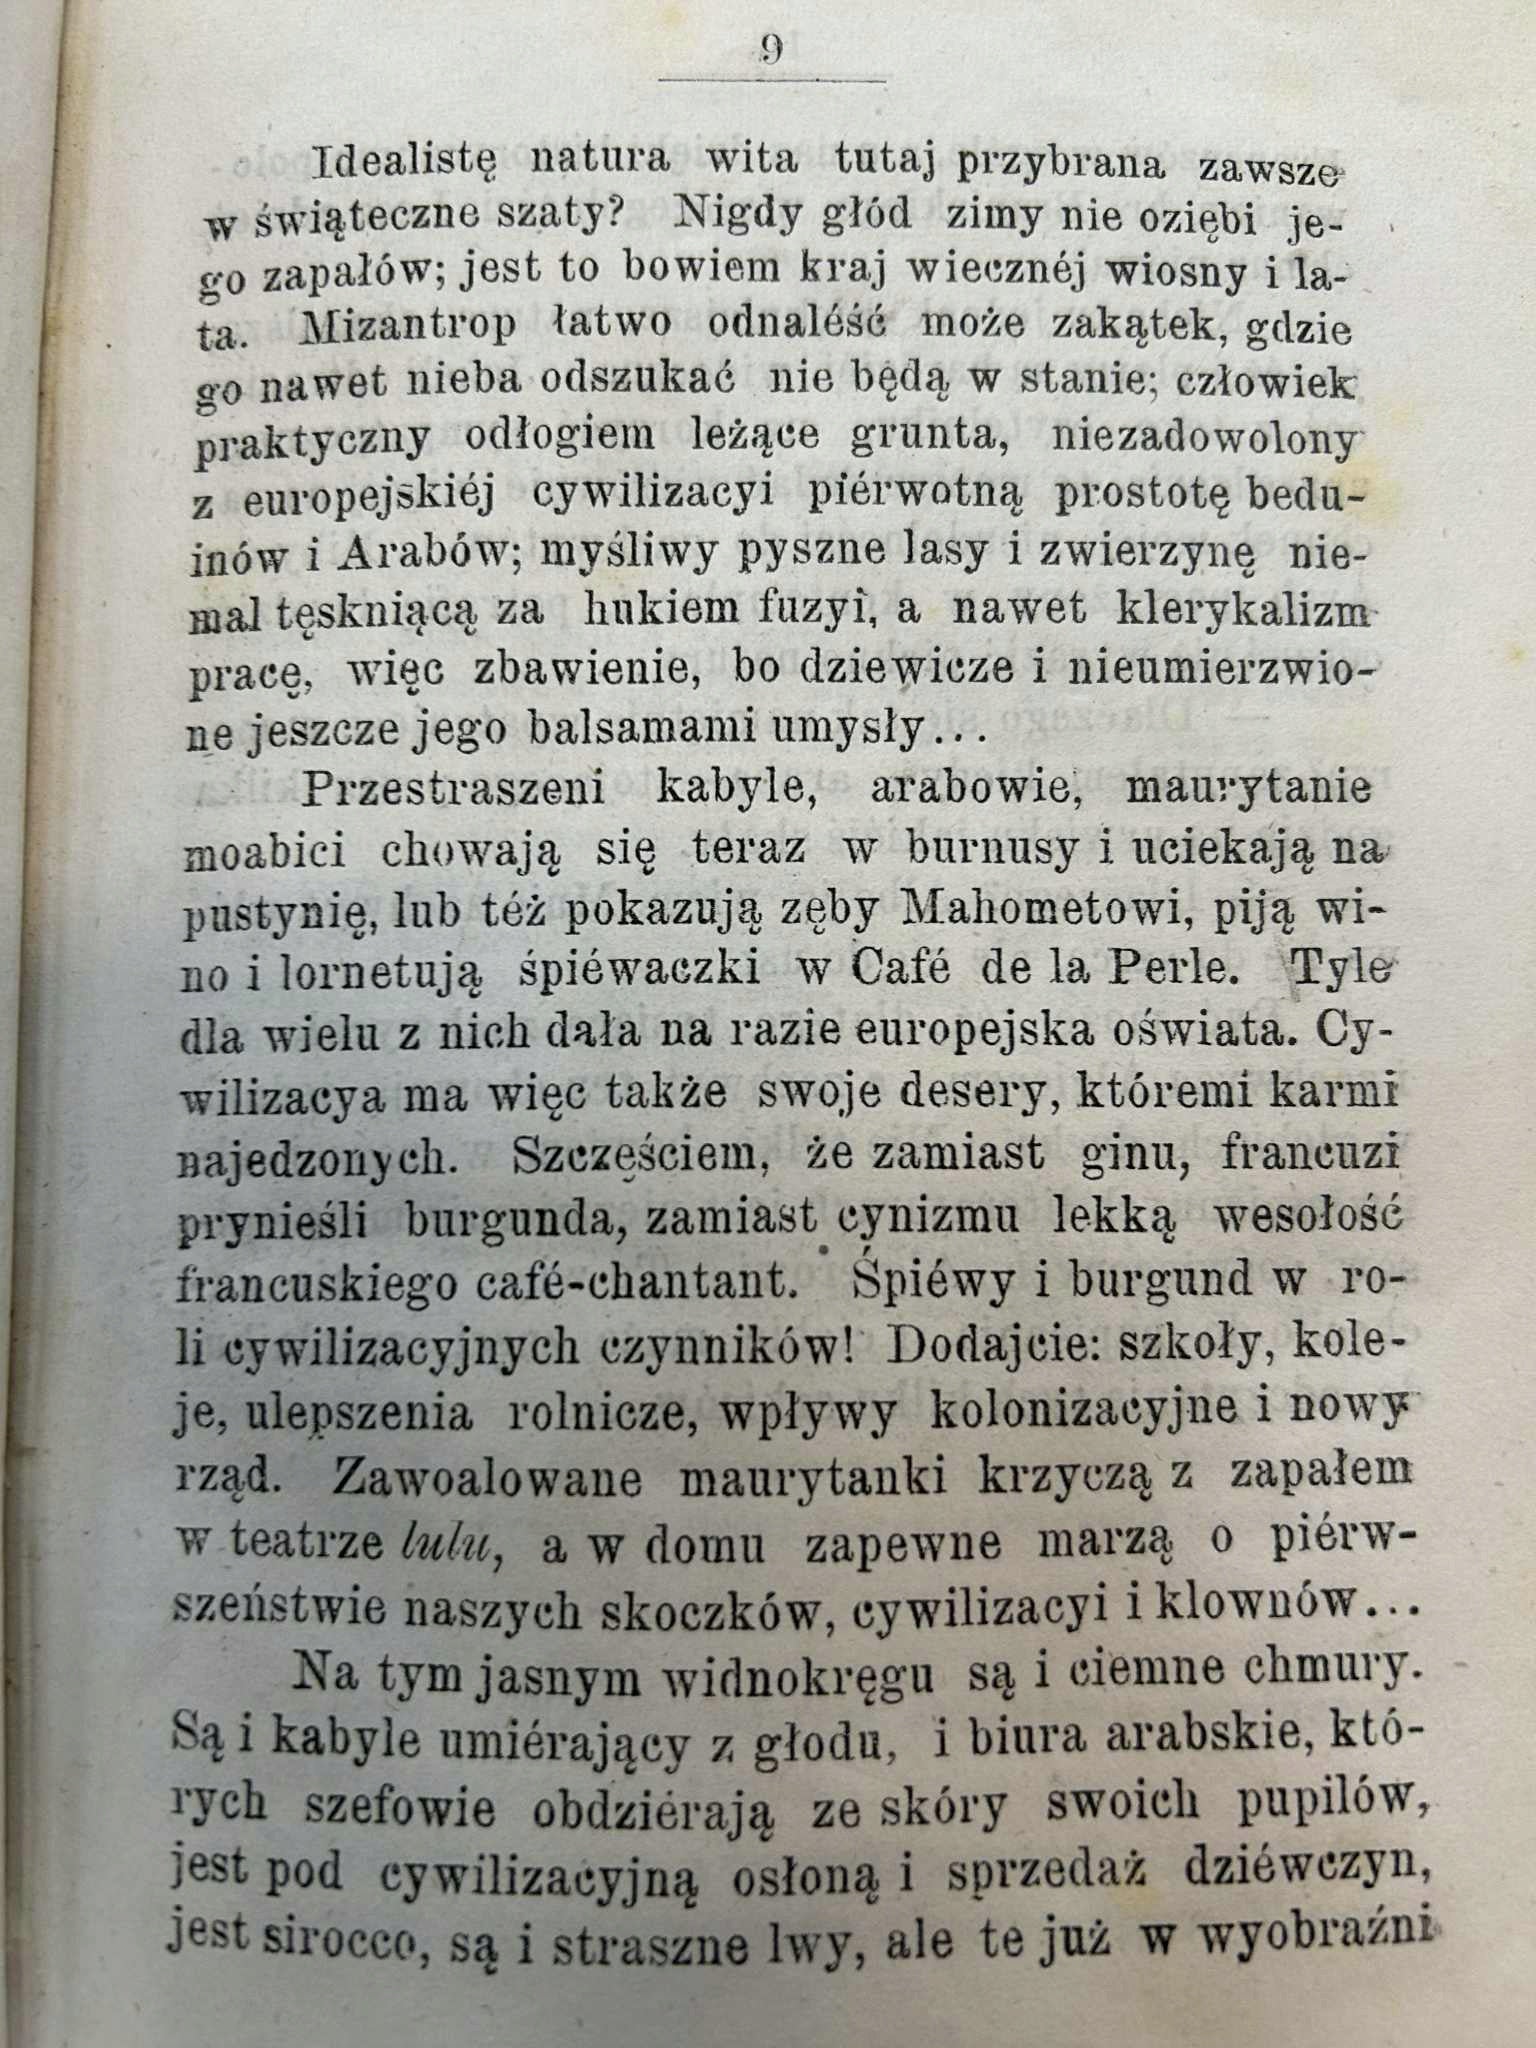 9
Idealistę natura wita tutaj przybrana zawsze
w świąteczne szaty? Nigdy głód zimy nie oziębi je-
go zapałów; jest to bowiem kraj wiecznéj wiosny i la-
ta. Mizantrop łatwo odnaléść może zakątek, gdzie
go nawet nieba odszukać nie będą w stanie; człowiek
praktyczny odłogiem leżące grunta, niezadowolony
z europejskiéj cywilizacyi piérwotną prostotę bedu-
inów i Arabów; myśliwy pyszne lasy i zwierzynę nie-
mal tęskniącą za hukiem fuzyi, a nawet klerykalizm
pracę, więc zbawienie, bo dziewicze i nieumierzwio-
ne jeszcze jego balsamami umysły...
Przestraszeni kabyle, arabowie, maurytanie
moabici chowają się teraz w burnusy i uciekają na
pustynię, lub téż pokazują zęby Mahometowi, piją wi-
no i lornetują śpiéwaczki w Café de la Perle. Tyle
dla wielu z nich dała na razie europejska oświata. Cy-
wilizacya ma więc także swoje desery, któremi karmi
najedzonych. Szczęściem, że zamiast ginu, francuzi
prynieśli burgunda, zamiast cynizmu lekką wesołość
francuskiego café-chantant. Śpiéwy i burgund w ro-
li cywilizacyjnych czynników! Dodajcie: szkoły, kole-
je, ulepszenia rolnicze, wpływy kolonizacyjne i nowy
rząd. Zawoalowane maurytanki krzyczą z zapałem
w teatrze lulu, a w domu zapewne marzą o piérw-
szeństwie naszych skoczków, cywilizacyi i klownów...
Na tym jasnym widnokręgu są i ciemne chmury.
Są i kabyle umiérający z głodu, i biura arabskie, któ-
rych szefowie obdziérają ze skóry swoich pupilów,
jest pod cywilizacyjną osłoną i sprzedaż dziéwczyn,
jest sirocco, są i straszne lwy, ale te już w wyobraźni